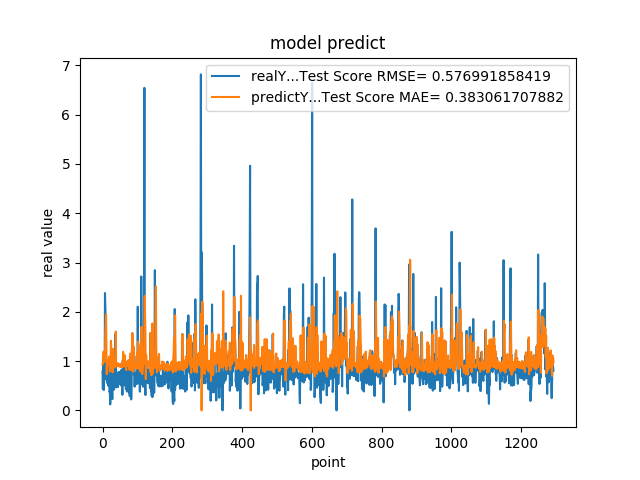 model predict
realY...Test Score RMSE= 0.576991858419
predictY...Test Score MAE= 0.383061707882
7
6
5
4
3
2
1
0
real value
0 200 400 600 800 1000 1200
point